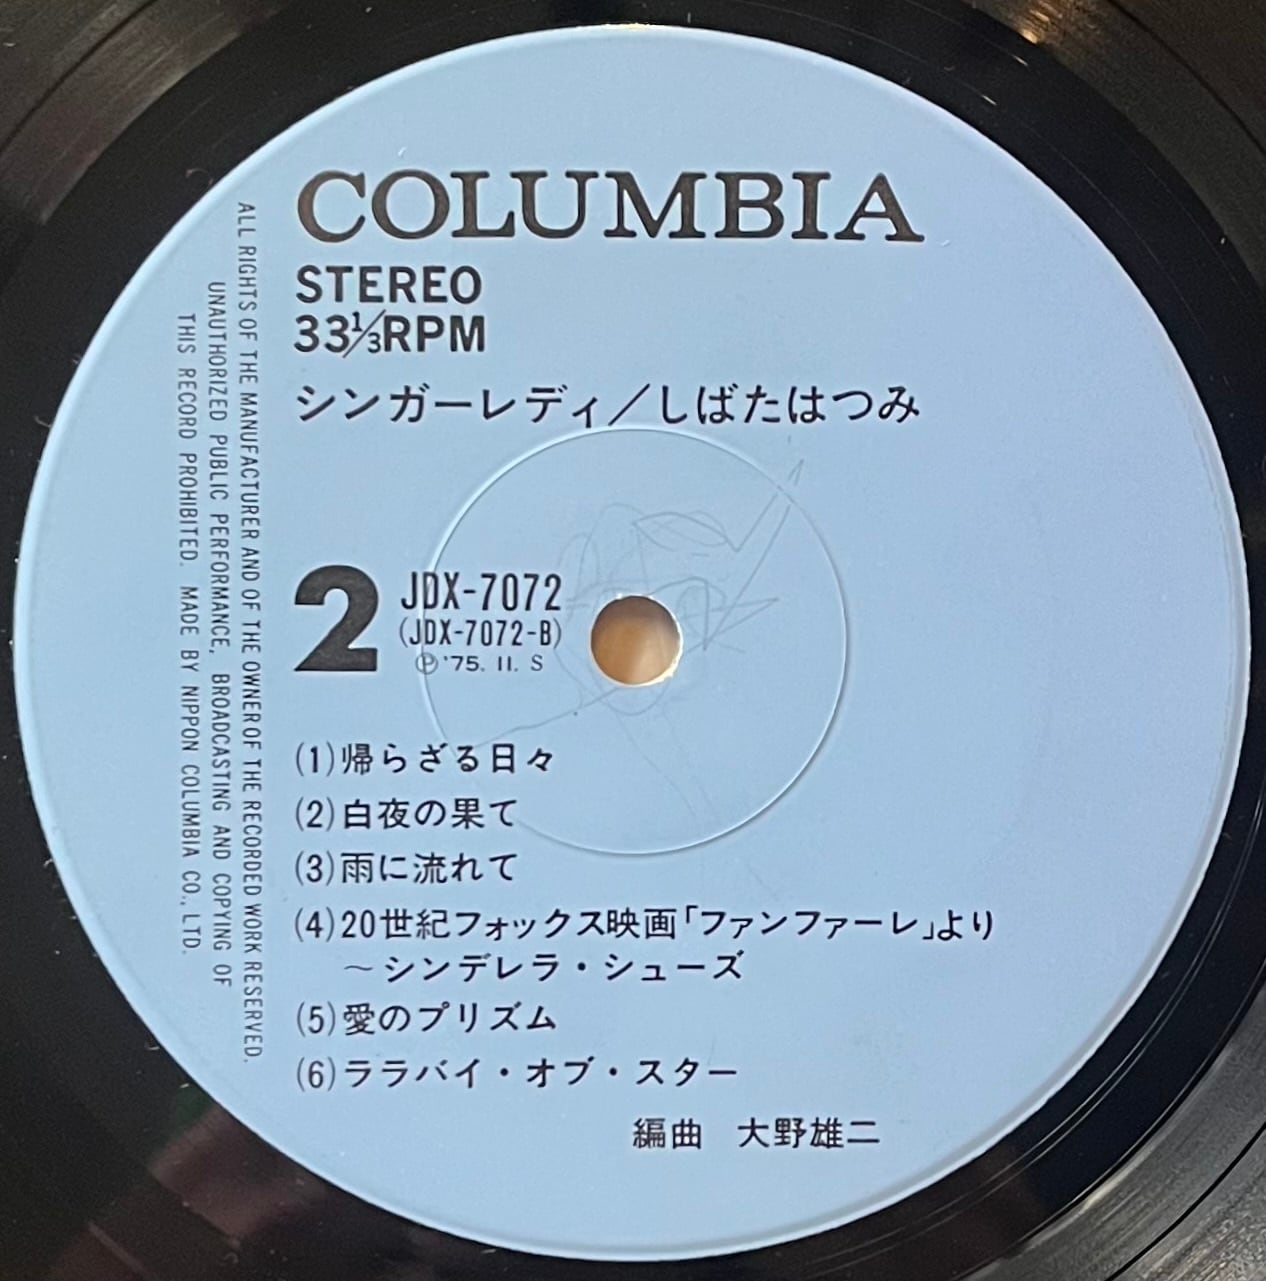 COLUMBIA
STEREO
33⅓RPM
シンガーレディ／しばたはつみ
2
JDX-7072
(JDX-7072-B)
Ⓟ'75. 11. S
(1)帰らざる日々
(2)白夜の果て
(3)雨に流れて
(4)20世紀フォックス映画「ファンファーレ」より
～シンデレラ・シューズ
(5)愛のプリズム
(6)ララバイ・オブ・スター
編曲　大野雄二
ALL RIGHTS OF THE MANUFACTURER AND OF THE OWNER OF THE RECORDED WORK RESERVED.
UNAUTHORIZED PUBLIC PERFORMANCE, BROADCASTING AND COPYING OF
THIS RECORD PROHIBITED. MADE BY NIPPON COLUMBIA CO., LTD.